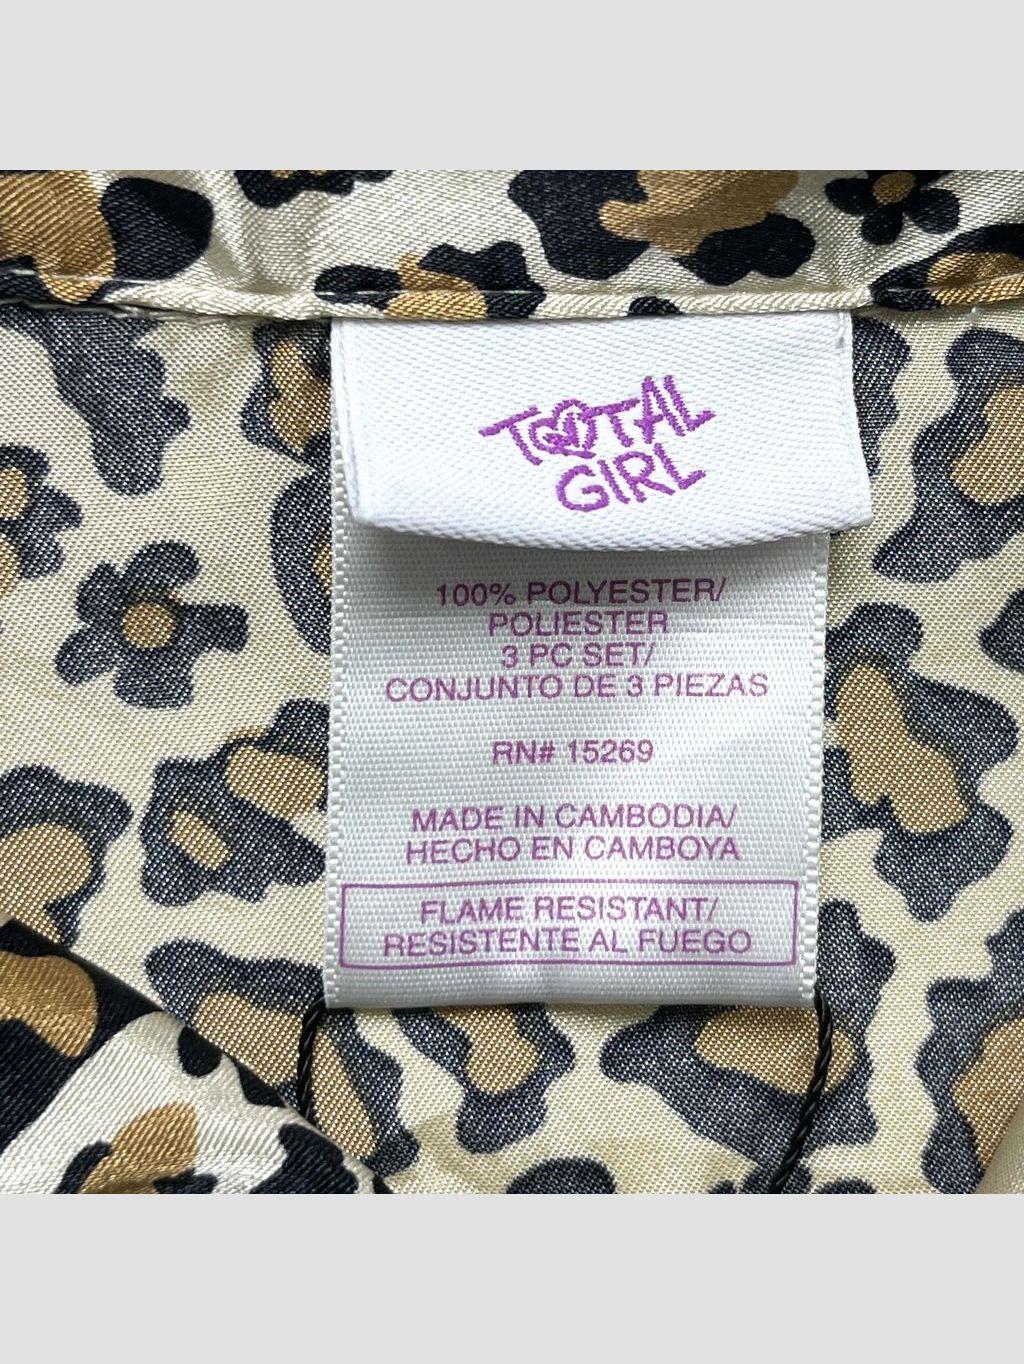 TOTAL
GIRL
100% POLYESTER/
POLIESTER
3 PC SET/
CONJUNTO DE 3 PIEZAS
RN# 15269
MADE IN CAMBODIA/
HECHO EN CAMBOYA
FLAME RESISTANT/
RESISTENTE AL FUEGO